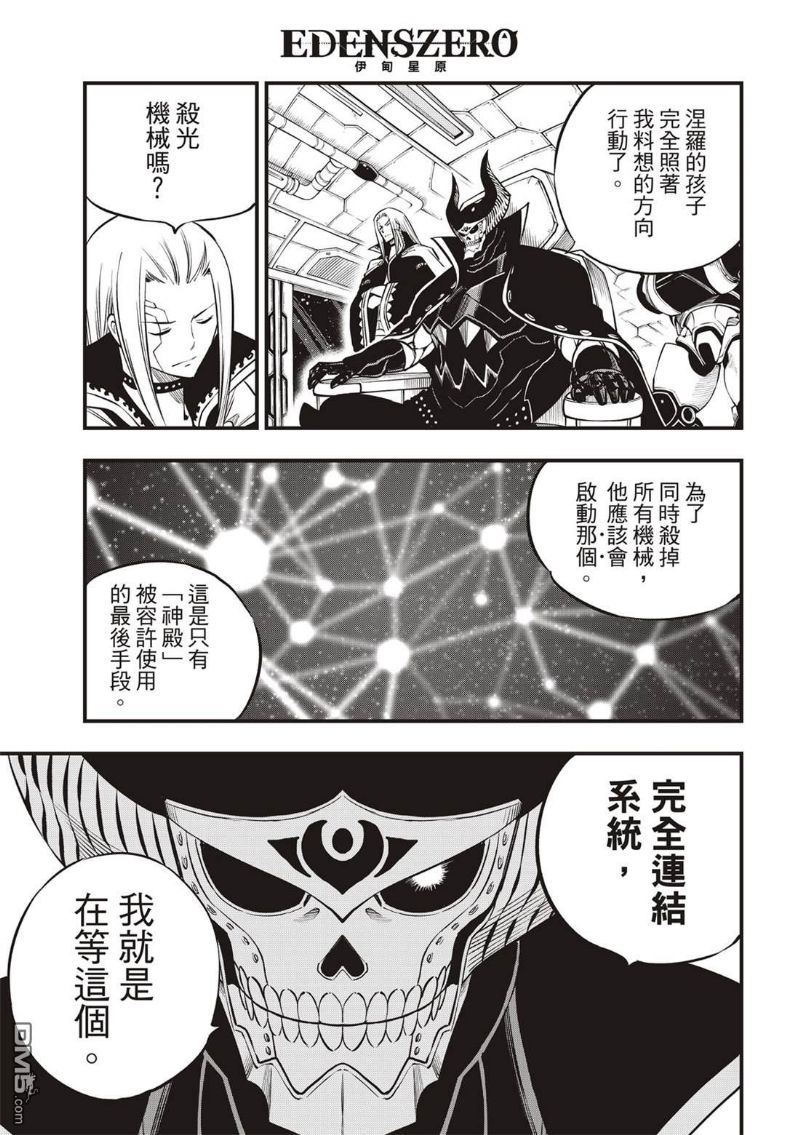 EDENSZERO
伊甸星原
涅羅的孩子
完全照著
我料想的方向
行動了。
殺光
機械嗎?
為了
同時殺掉
所有機械，
他應該會
啟動那個。
這是只有
「神殿」
被容許使用
的最後手段。
完全連結
系統，
我就是
在等這個。
DM5.com